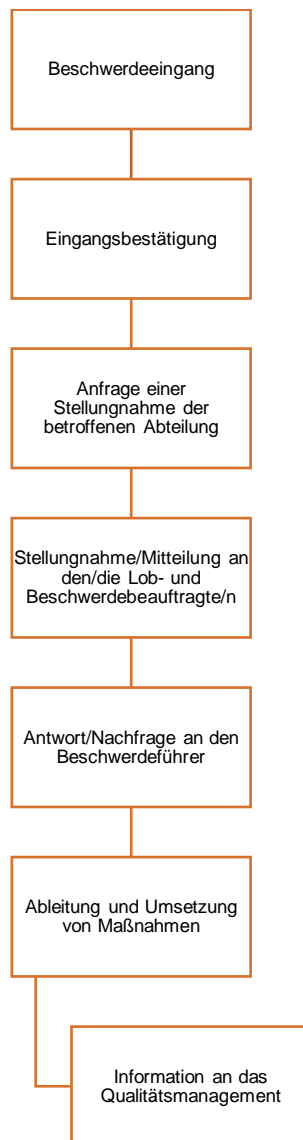 Beschwerdeeingang
Eingangsbestätigung
Anfrage einer
Stellungnahme der
betroffenen Abteilung
Stellungnahme/Mitteilung an
den/die Lob- und
Beschwerdebeauftragte/n
Antwort/Nachfrage an den
Beschwerdeführer
Ableitung und Umsetzung
von Maßnahmen
Information an das
Qualitätsmanagement